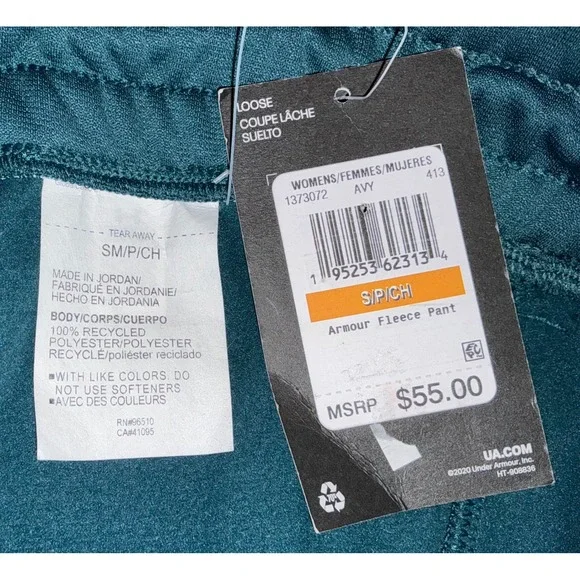 TEAR AWAY
SM/P/CH
MADE IN JORDAN/
FABRIQUÉ EN JORDANIE/
HECHO EN JORDANIA
BODY/CORPS/CUERPO
100% RECYCLED
POLYESTER/POLYESTER
RECYCLÉ/poliéster reciclado
■WITH LIKE COLORS. DO
NOT USE SOFTENERS
■AVEC DES COULEURS
RN#96510
CA#41095
LOOSE
COUPE LÂCHE
SUELTO
WOMENS/FEMMES/MUJERES
1373072 AVY 413
1 95253 62313 4
S/P/CH
Armour Fleece Pant
MSRP $55.00
UA.COM
©2020 Under Armour, Inc.
HT-908836